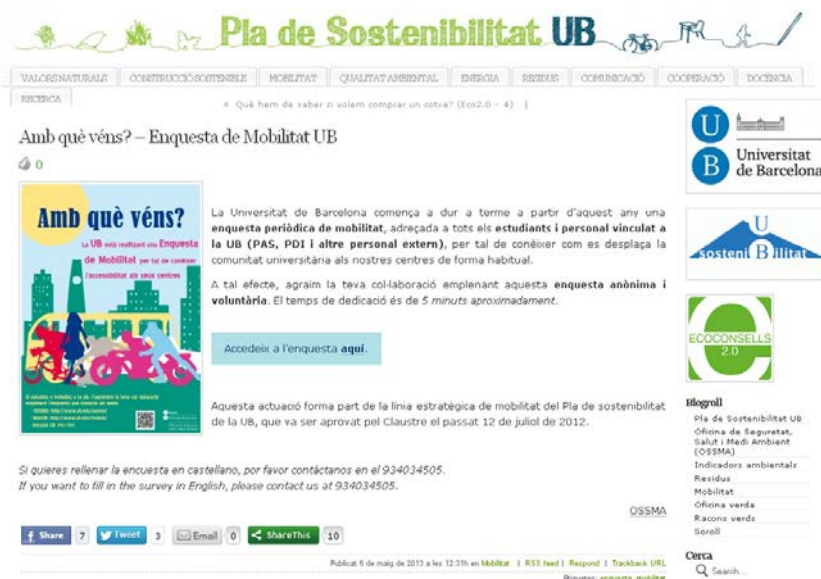 Pla de Sostenibilitat UB
VALORS NATURALS CONSTRUCCIÓ SOSTENIBLE MOBILITAT QUALITAT AMBIENTAL ENERGIA RESIDUS COMUNICACIÓ COOPERACIÓ DOCÈNCIA
RECERCA
« Què hem de saber si volem comprar un cotxe? (Eco2.0 – 4) |
Amb què véns? – Enquesta de Mobilitat UB
0
Amb què véns?
La UB està realitzant una Enquesta
de Mobilitat per tal de conèixer
l'accessibilitat als seus centres
La Universitat de Barcelona comença a dur a terme a partir d'aquest any una
enquesta periòdica de mobilitat, adreçada a tots els estudiants i personal vinculat a
la UB (PAS, PDI i altre personal extern), per tal de conèixer com es desplaça la
comunitat universitària als nostres centres de forma habitual.
A tal efecte, agraim la teva col·laboració emplenant aquesta enquesta anònima i
voluntària. El temps de dedicació és de 5 minuts aproximadament.
Accedeix a l'enquesta aquí.
Aquesta actuació forma part de la línia estratègica de mobilitat del Pla de sostenibilitat
de la UB, que va ser aprovat pel Claustre el passat 12 de juliol de 2012.
Si quieres rellenar la encuesta en castellano, por favor contáctanos en el 934034505.
If you want to fill in the survey in English, please contact us at 934034505.
OSSMA
Share 7 Tweet 3 Email 0 ShareThis 10
Publicat 6 de maig de 2013 a les 12:31h en Mobilitat | RSS feed | Respond | Trackback URL
Etiquetes: enquesta, mobilitat
U
B
Universitat
de Barcelona
U
sosteni B ilitat
ECOCONSELLS
2.0
Blogroll
Pla de Sostenibilitat UB
Oficina de Seguretat,
Salut i Medi Ambient
(OSSMA)
Indicadors ambientals
Residus
Mobilitat
Oficina verda
Racons verds
Soroll
Cerca
Search...